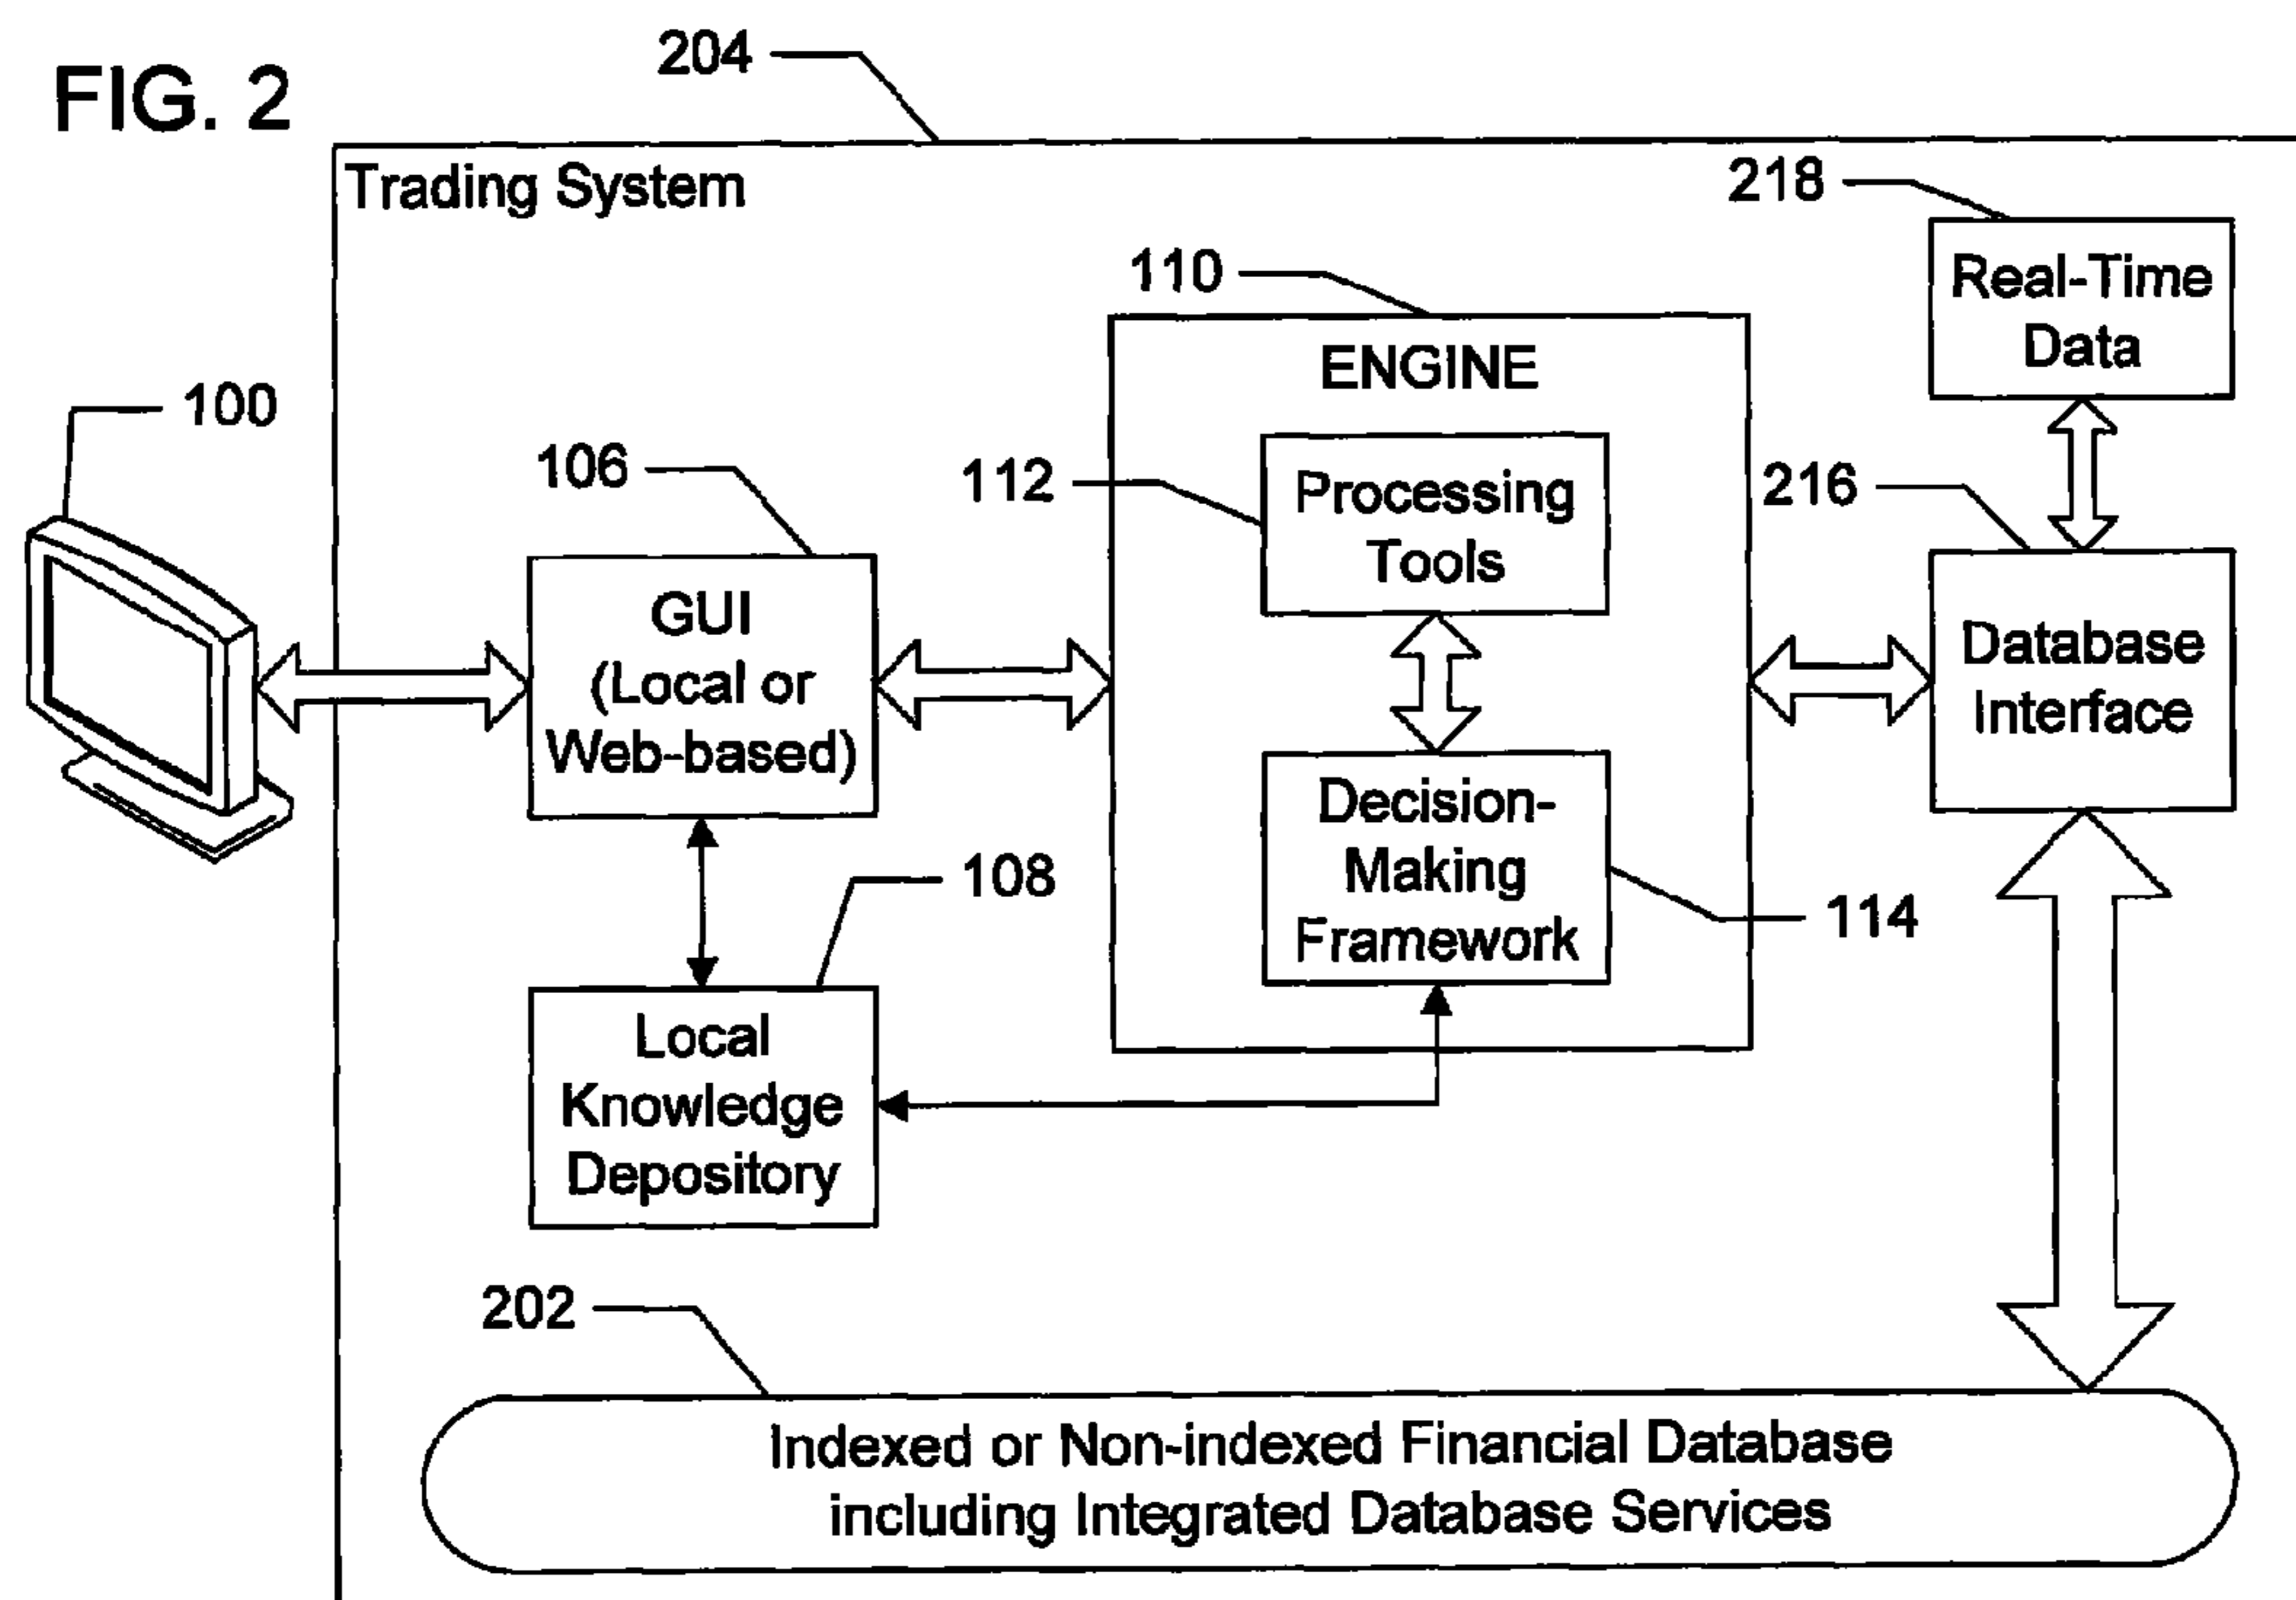 FIG. 2
204
Trading System
218
Real-Time
Data
110
ENGINE
100
106
112
Processing
Tools
216
GUI
(Local or
Web-based)
Database
Interface
Decision-
Making
Framework
108
114
Local
Knowledge
Depository
202
Indexed or Non-indexed Financial Database
including Integrated Database Services